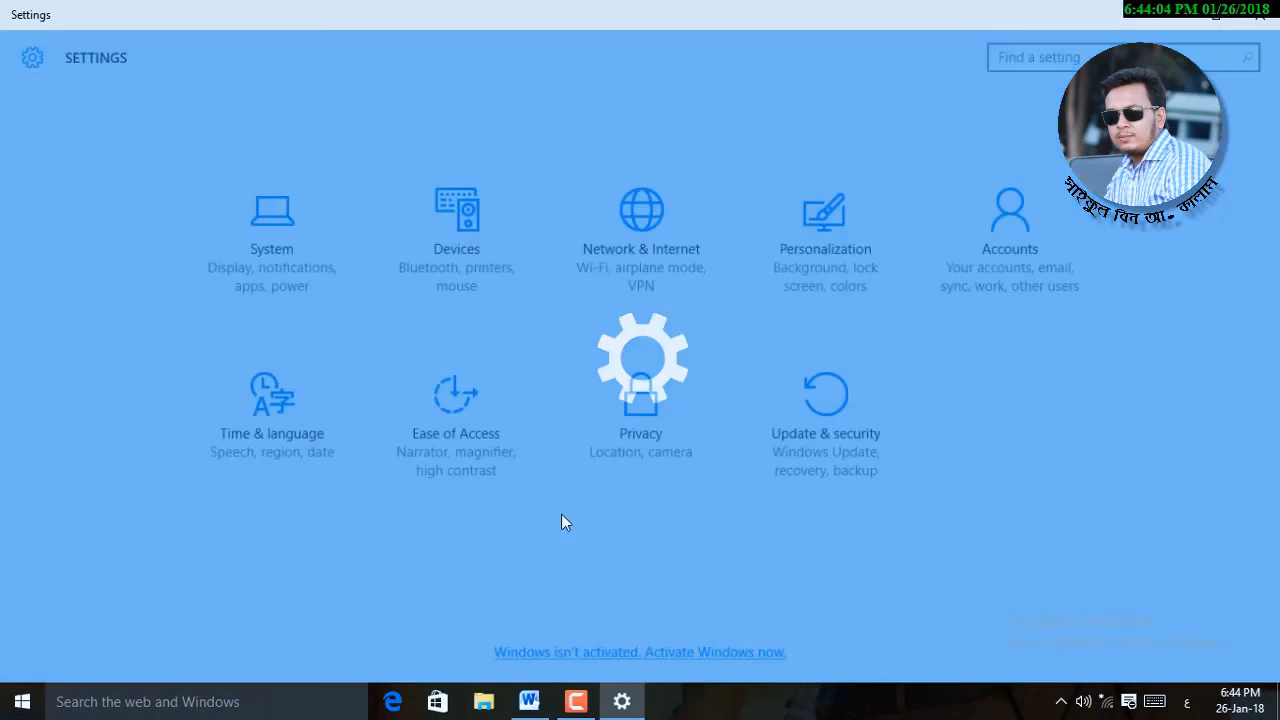 Settings
6:44:04 PM 01/26/2018
SETTINGS
Find a setting
সাইফুল বিন আ. কালাম
System
Display, notifications,
apps, power
Devices
Bluetooth, printers,
mouse
Network & Internet
Wi-Fi, airplane mode,
VPN
Personalization
Background, lock
screen, colors
Accounts
Your accounts, email,
sync, work, other users
Time & language
Speech, region, date
Ease of Access
Narrator, magnifier,
high contrast
Privacy
Location, camera
Update & security
Windows Update,
recovery, backup
Windows isn't activated. Activate Windows now.
Search the web and Windows
ع
6:44 PM
26-Jan-18